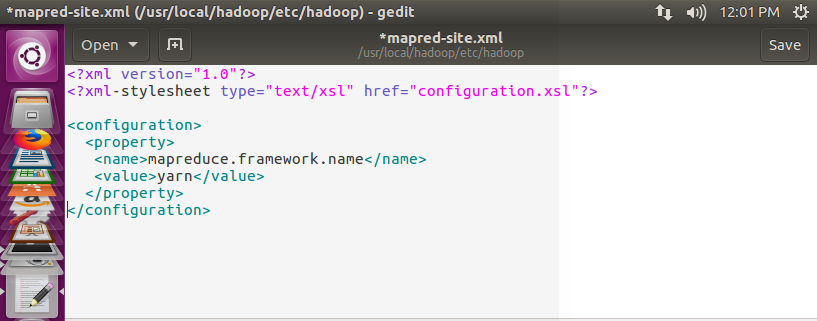 *mapred-site.xml (/usr/local/hadoop/etc/hadoop) - gedit
12:01 PM
Open
*mapred-site.xml
/usr/local/hadoop/etc/hadoop
Save
<?xml version="1.0"?>
<?xml-stylesheet type="text/xsl" href="configuration.xsl"?>
<configuration>
<property>
<name>mapreduce.framework.name</name>
<value>yarn</value>
</property>
</configuration>